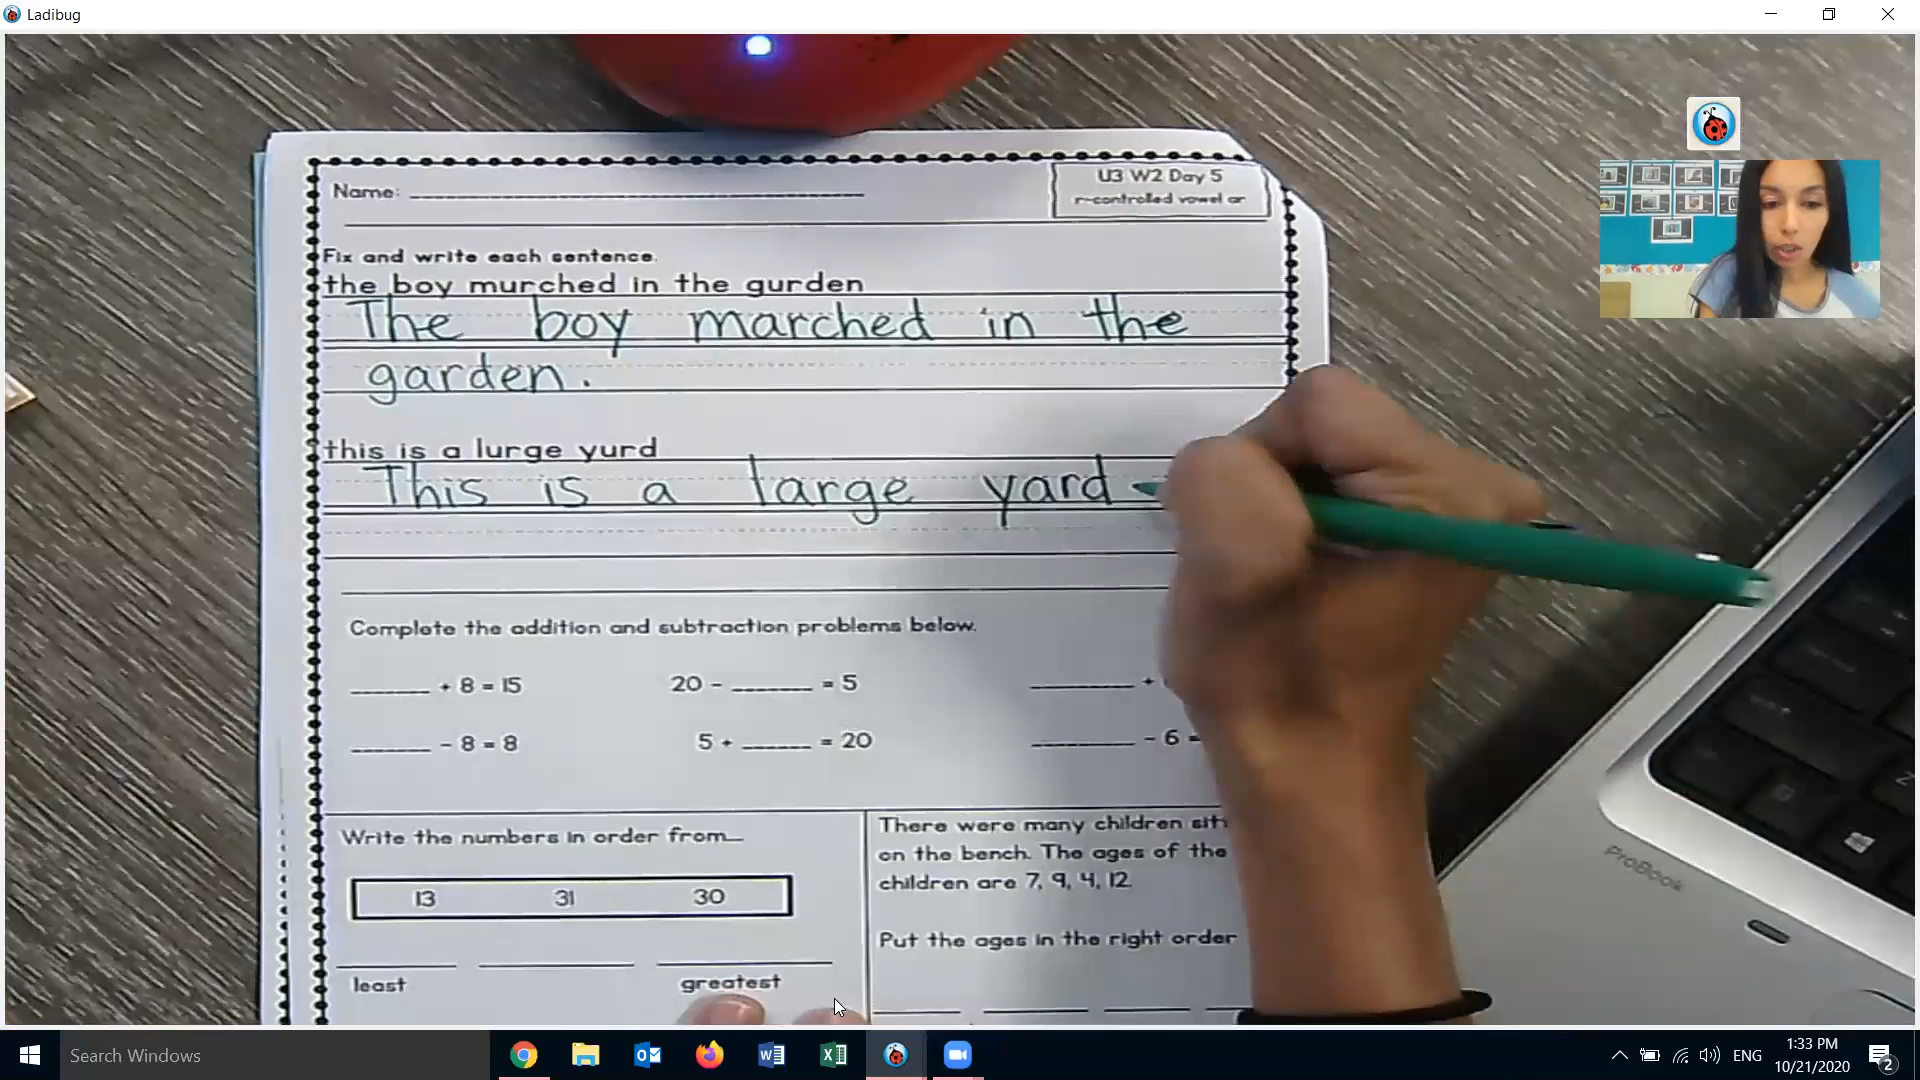 Ladibug
Name:
U3 W2 Day 5
r-controlled vowel ar
Fix and write each sentence.
the boy murched in the gurden
The boy marched in the
garden.
this is a lurge yurd
This is a large yard
Complete the addition and subtraction problems below.
+ 8 = 15
20 - = 5
+
- 8 = 8
5 + = 20
- 6 =
Write the numbers in order from
13 31 30
least
greatest
There were many children
on the bench. The ages of the
children are 7, 9, 4, 12.
Put the ages in the right order
ProBook
Search Windows
ENG
1:33 PM
10/21/2020
2